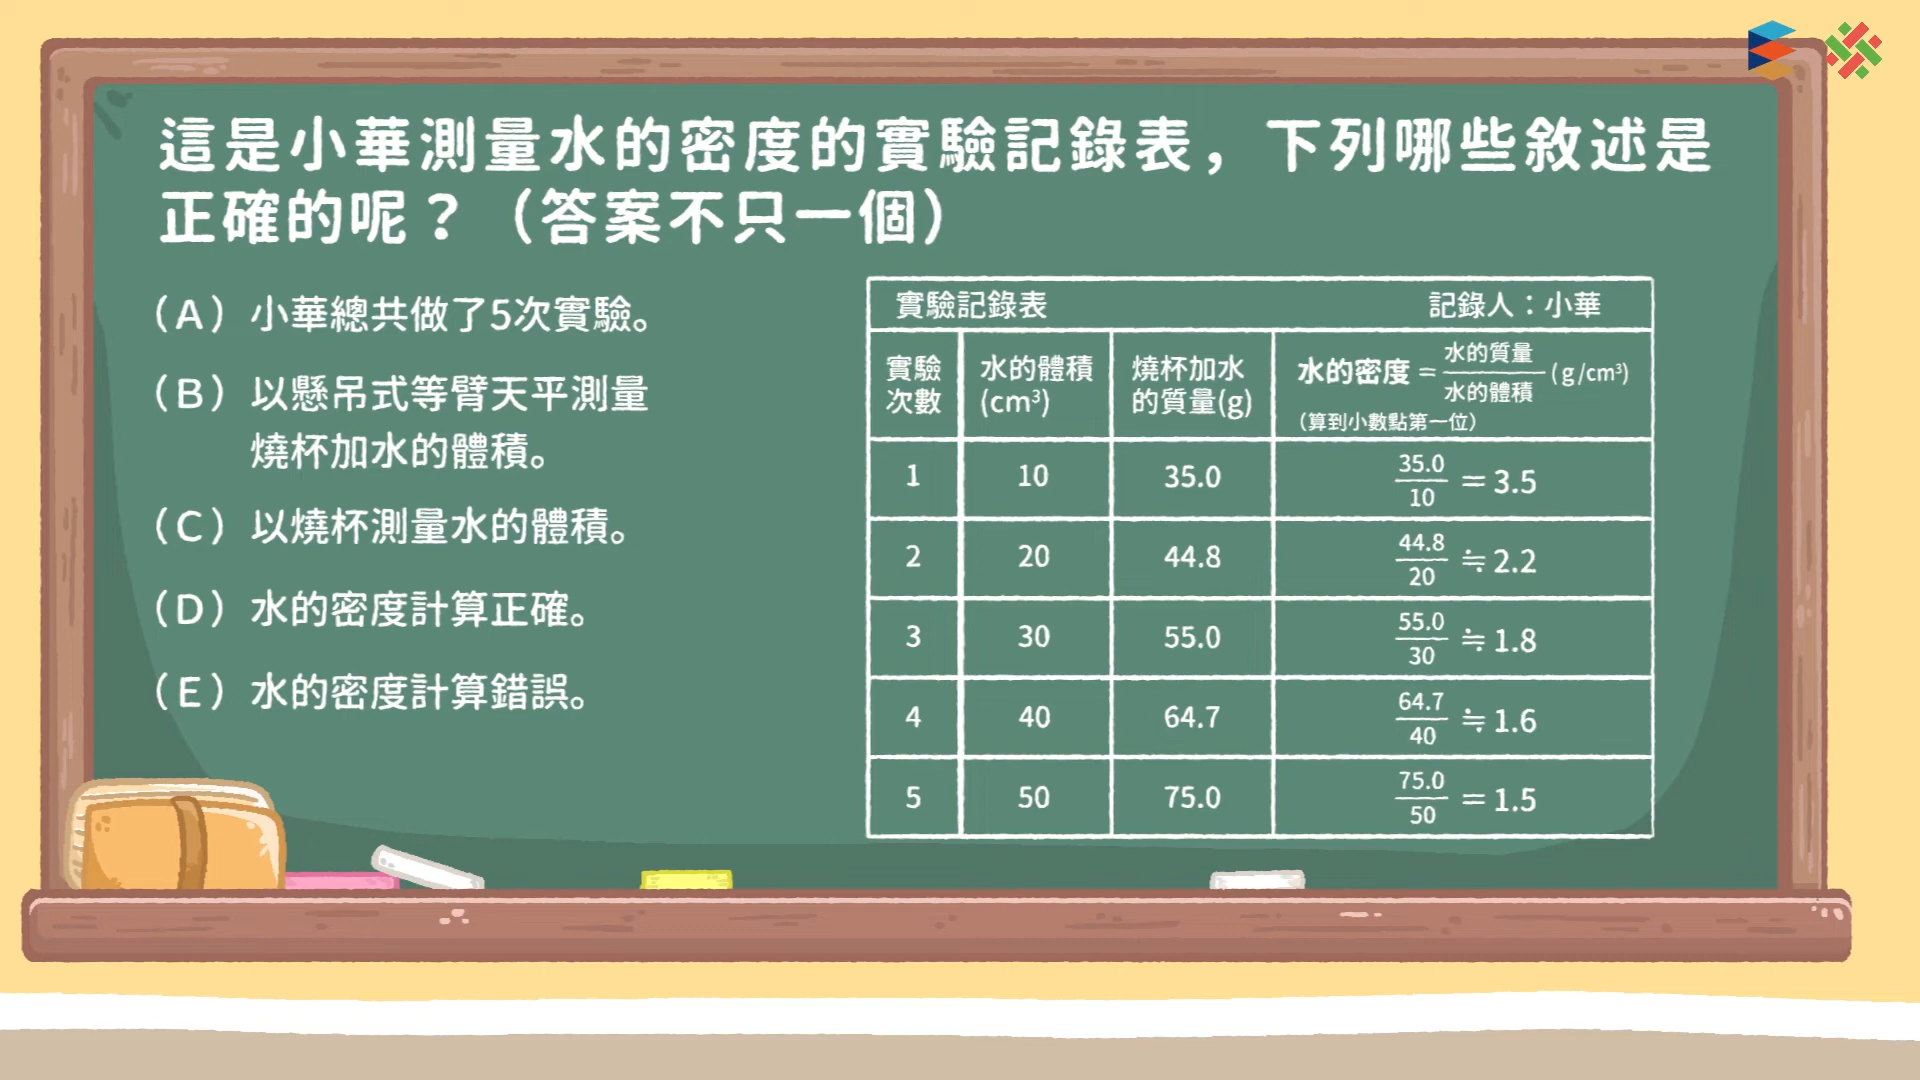 這是小華測量水的密度的實驗記錄表，下列哪些敘述是
正確的呢？（答案不只一個）
（A）小華總共做了5次實驗。
（B）以懸吊式等臂天平測量
燒杯加水的體積。
（C）以燒杯測量水的體積。
（D）水的密度計算正確。
（E）水的密度計算錯誤。
實驗記錄表 記錄人：小華
實驗次數 水的體積(cm³) 燒杯加水的質量(g) 水的密度＝水的質量/水的體積 (g/cm³)（算到小數點第一位）
1 10 35.0 35.0/10 ＝3.5
2 20 44.8 44.8/20 ≒2.2
3 30 55.0 55.0/30 ≒1.8
4 40 64.7 64.7/40 ≒1.6
5 50 75.0 75.0/50 ＝1.5